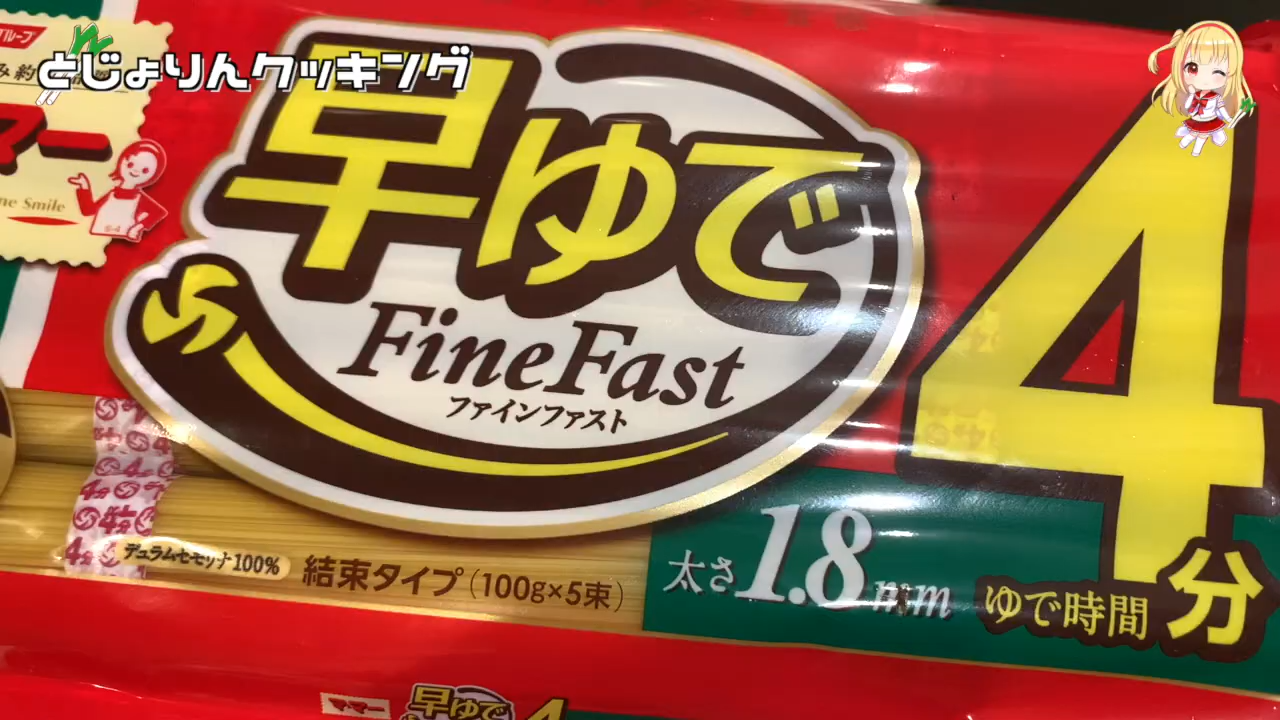 とじょりんクッキング
早ゆで
FineFast
ファインファスト
4分
ゆで時間
太さ1.8mm
デュラムセモリナ100%
結束タイプ(100g×5束)
マー
ne Smile
マ・マー
早ゆで
4